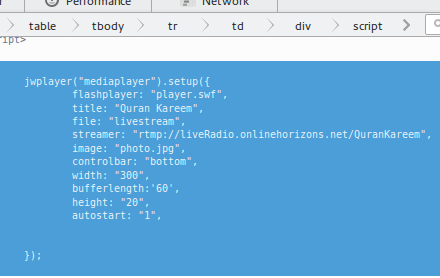 Performance
Network
table
tbody
tr
td
div
script
ript>
jwplayer("mediaplayer").setup({
flashplayer: "player.swf",
title: "Quran Kareem",
file: "livestream",
streamer: "rtmp://liveRadio.onlinehorizons.net/QuranKareem",
image: "photo.jpg",
controlbar: "bottom",
width: "300",
bufferlength:'60',
height: "20",
autostart: "1",
});